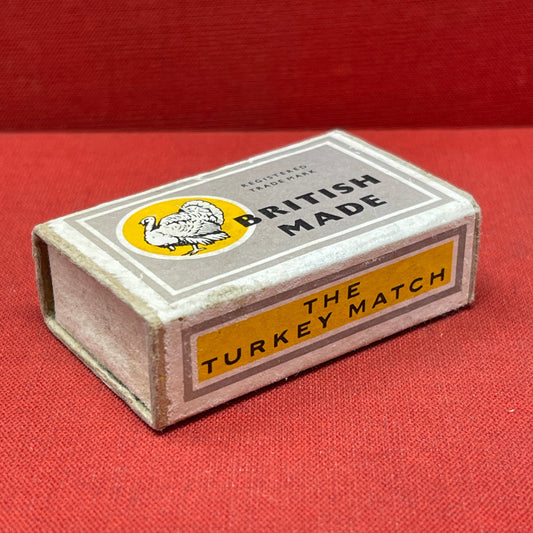 REGISTERED
TRADE MARK
BRITISH
MADE
THE
TURKEY MATCH